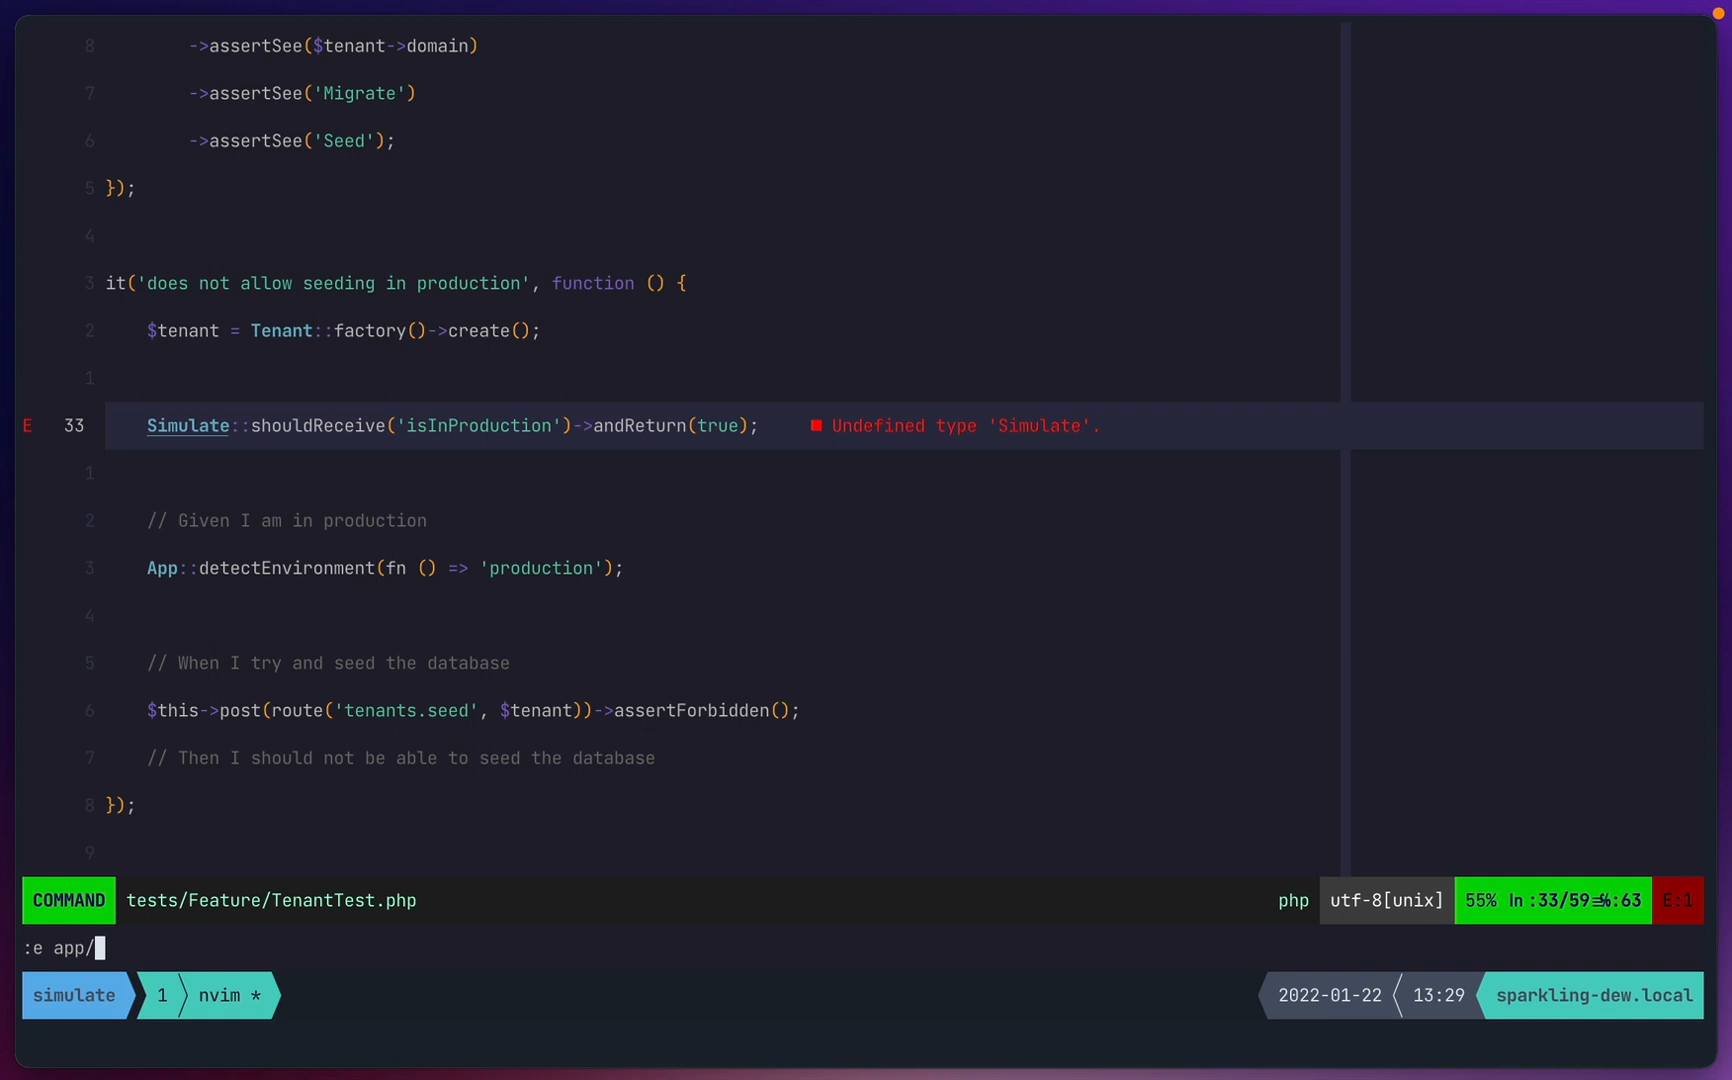 8 ->assertSee($tenant->domain)
7 ->assertSee('Migrate')
6 ->assertSee('Seed');
5 });
4
3 it('does not allow seeding in production', function () {
2 $tenant = Tenant::factory()->create();
1
E 33 Simulate::shouldReceive('isInProduction')->andReturn(true); ■ Undefined type 'Simulate'.
1
2 // Given I am in production
3 App::detectEnvironment(fn () => 'production');
4
5 // When I try and seed the database
6 $this->post(route('tenants.seed', $tenant))->assertForbidden();
7 // Then I should not be able to seed the database
8 });
9
COMMAND tests/Feature/TenantTest.php php utf-8[unix] 55% ln :33/59≡%:63 E:1
:e app/
simulate 1 nvim * 2022-01-22 13:29 sparkling-dew.local